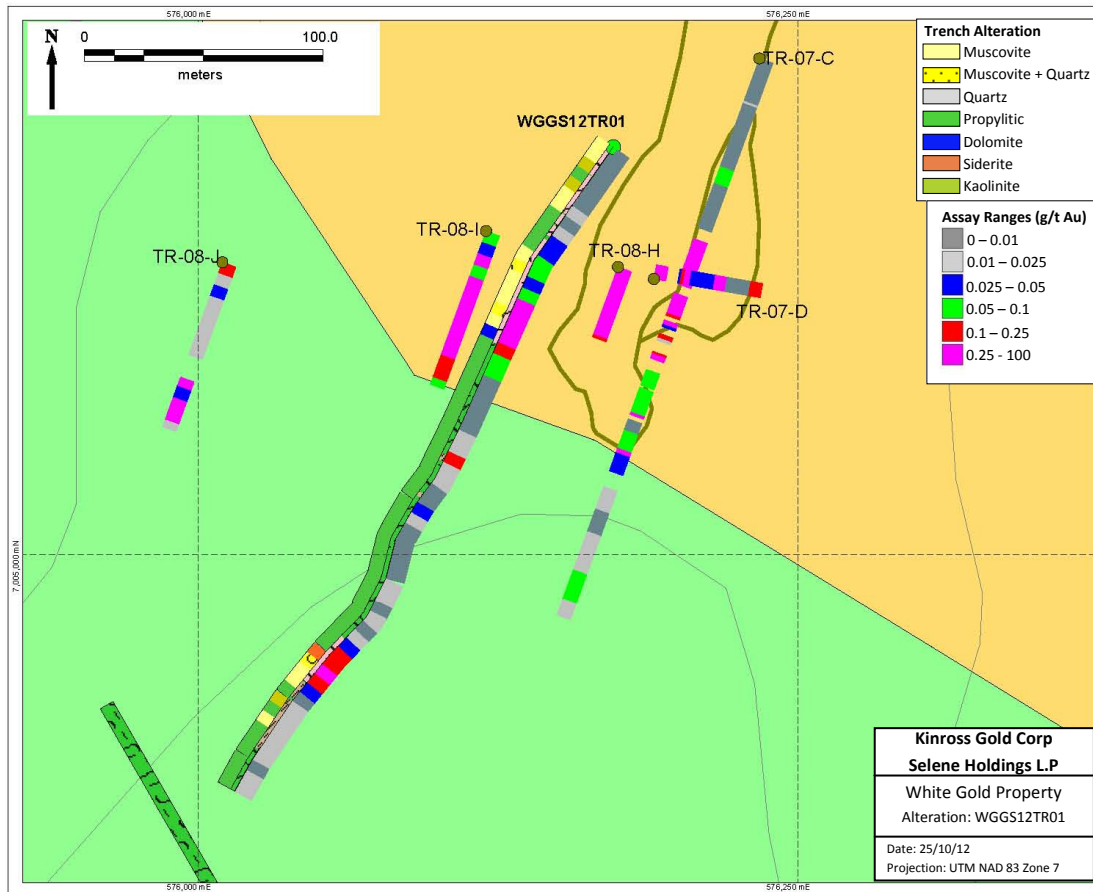 576,000 mE
576,250 mE
N
0
100.0
meters
Trench Alteration
Muscovite
Muscovite + Quartz
Quartz
Propylitic
Dolomite
Siderite
Kaolinite
Assay Ranges (g/t Au)
0 – 0.01
0.01 – 0.025
0.025 – 0.05
0.05 – 0.1
0.1 – 0.25
0.25 - 100
TR-07-C
WGGS12TR01
TR-08-I
TR-08-J
TR-08-H
TR-07-D
7,005,000 mN
Kinross Gold Corp
Selene Holdings L.P
White Gold Property
Alteration: WGGS12TR01
Date: 25/10/12
Projection: UTM NAD 83 Zone 7
576,000 mE
576,250 mE